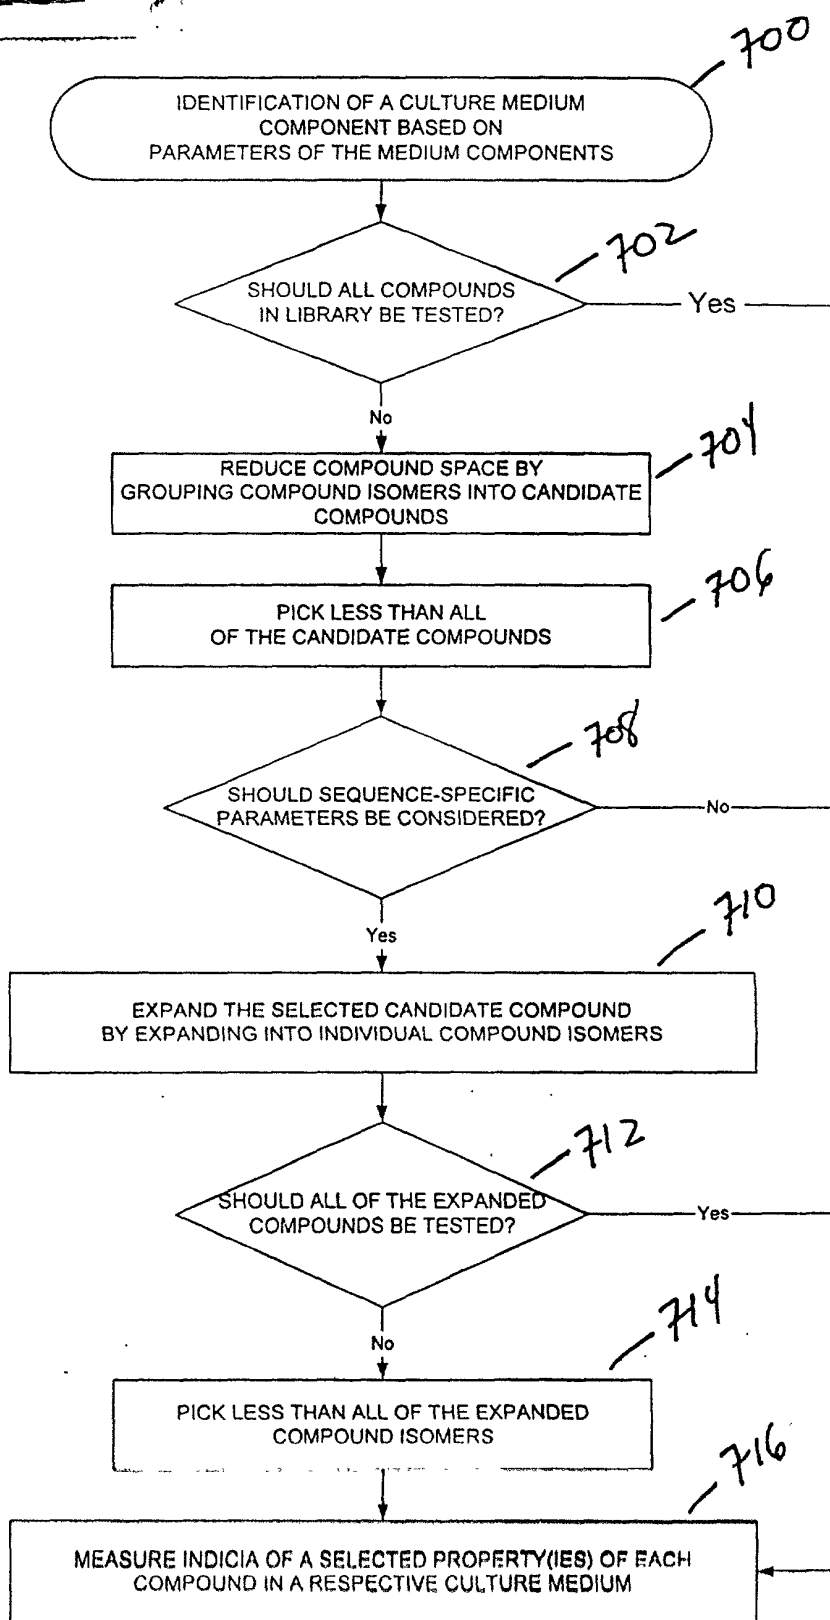 700
IDENTIFICATION OF A CULTURE MEDIUM
COMPONENT BASED ON
PARAMETERS OF THE MEDIUM COMPONENTS
702
SHOULD ALL COMPOUNDS
IN LIBRARY BE TESTED?
Yes
No
704
REDUCE COMPOUND SPACE BY
GROUPING COMPOUND ISOMERS INTO CANDIDATE
COMPOUNDS
706
PICK LESS THAN ALL
OF THE CANDIDATE COMPOUNDS
708
SHOULD SEQUENCE-SPECIFIC
PARAMETERS BE CONSIDERED?
No
Yes
710
EXPAND THE SELECTED CANDIDATE COMPOUND
BY EXPANDING INTO INDIVIDUAL COMPOUND ISOMERS
712
SHOULD ALL OF THE EXPANDED
COMPOUNDS BE TESTED?
Yes
No
714
PICK LESS THAN ALL OF THE EXPANDED
COMPOUND ISOMERS
716
MEASURE INDICIA OF A SELECTED PROPERTY(IES) OF EACH
COMPOUND IN A RESPECTIVE CULTURE MEDIUM